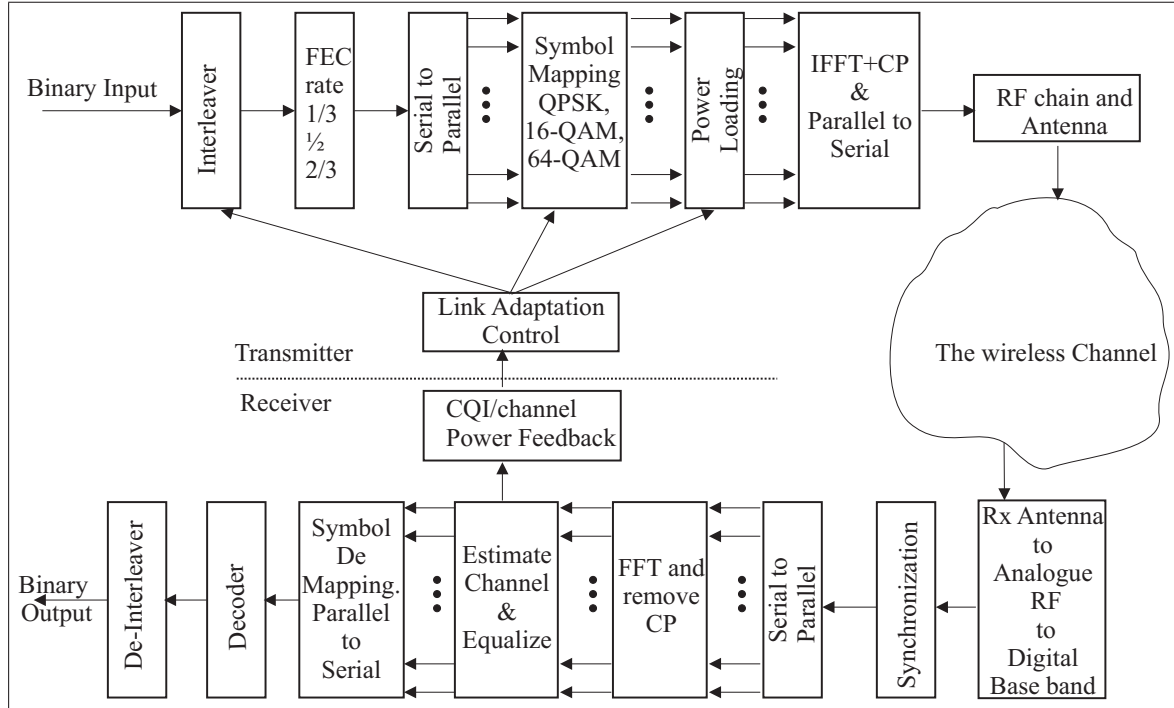 Binary Input
Interleaver
FEC
rate
1/3
½
2/3
Serial to
Parallel
Symbol
Mapping
QPSK,
16-QAM,
64-QAM
Power
Loading
IFFT+CP
&
Parallel to
Serial
RF chain and
Antenna
Link Adaptation
Control
Transmitter
The wireless Channel
Receiver
CQI/channel
Power Feedback
Binary
Output
De-Interleaver
Decoder
Symbol
De
Mapping.
Parallel
to
Serial
Estimate
Channel
&
Equalize
FFT and
remove
CP
Serial to
Parallel
Synchronization
Rx Antenna
to
Analogue
RF
to
Digital
Base band